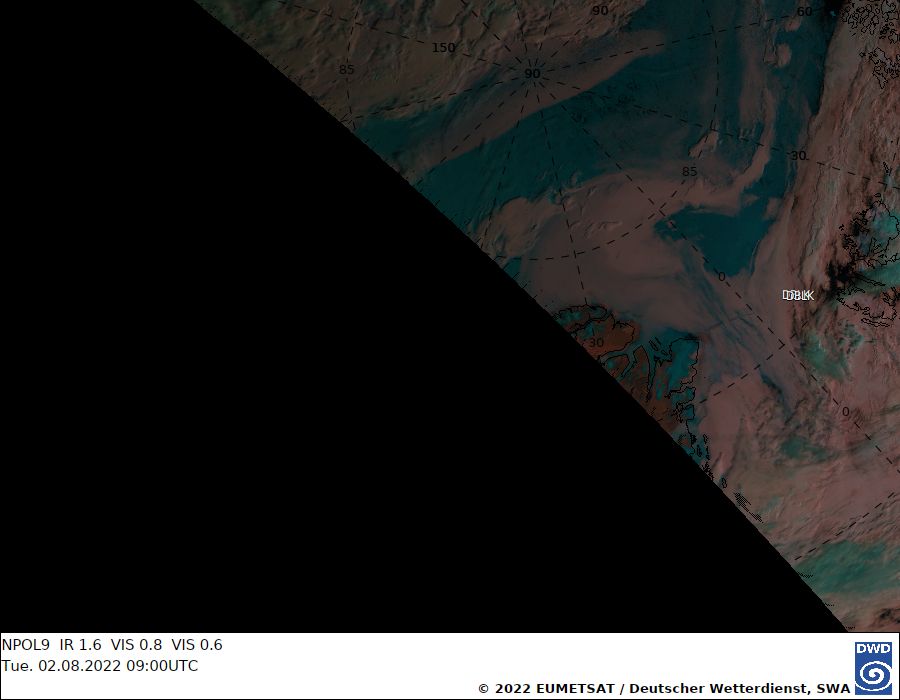 90
60
150
85
90
30
85
0
DBLK
30
0
NPOL9 IR 1.6 VIS 0.8 VIS 0.6
Tue. 02.08.2022 09:00UTC
DWD
© 2022 EUMETSAT / Deutscher Wetterdienst, SWA